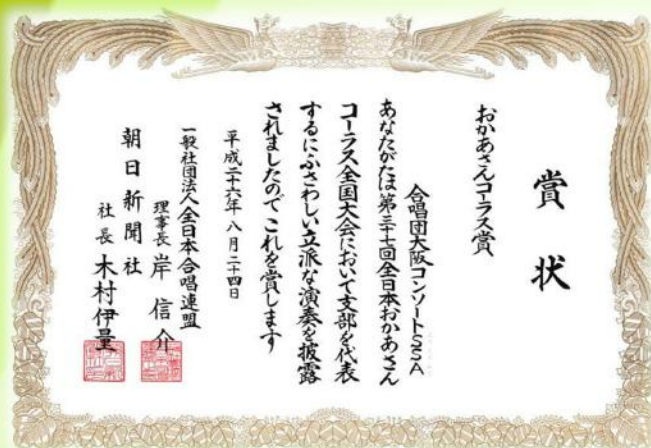 賞状
おかあさんコーラス賞
合唱団大阪コンソートSSA
あなたがたは第三十七回全日本おかあさん
コーラス全国大会において支部を代表
するにふさわしい立派な演奏を披露
されましたのでこれを賞します
平成二十六年八月二十四日
一般社団法人全日本合唱連盟
理事長 岸信介
朝日新聞社
社長 木村伊量